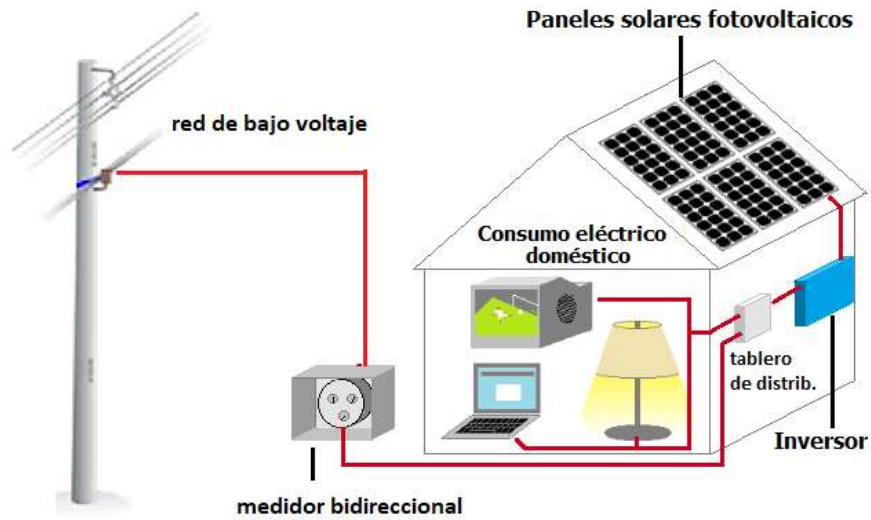 Paneles solares fotovoltaicos
red de bajo voltaje
Consumo eléctrico
doméstico
tablero
de distrib.
Inversor
medidor bidireccional